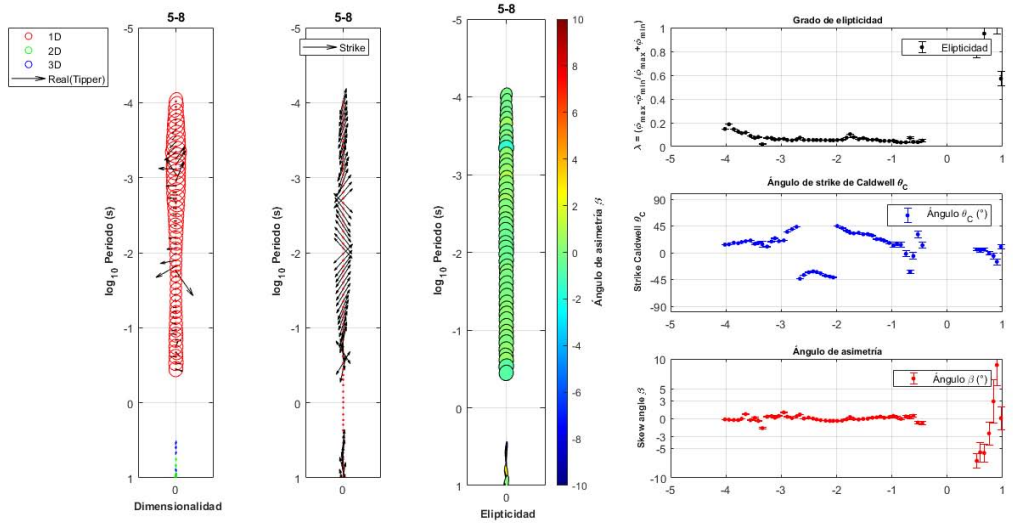 5-8
1D
2D
3D
Real(Tipper)
-5
-4
-3
-2
-1
0
1
0
log10 Periodo (s)
Dimensionalidad
5-8
Strike
-5
-4
-3
-2
-1
0
1
0
log10 Periodo (s)
5-8
-5
-4
-3
-2
-1
0
1
0
log10 Periodo (s)
Elipticidad
10
8
6
4
2
0
-2
-4
-6
-8
-10
Ángulo de asimetría β
Grado de elipticidad
Elipticidad
1
0.8
0.6
0.4
0.2
0
-5 -4 -3 -2 -1 0 1
λ = (ϕmax-ϕmin/ϕmax+ϕmin)
Ángulo de strike de Caldwell θC
Ángulo θC (°)
90
45
0
-45
-90
-5 -4 -3 -2 -1 0 1
Strike Caldwell θC
Ángulo de asimetría
Ángulo β (°)
10
5
3
0
-3
-5
-10
-5 -4 -3 -2 -1 0 1
Skew angle β